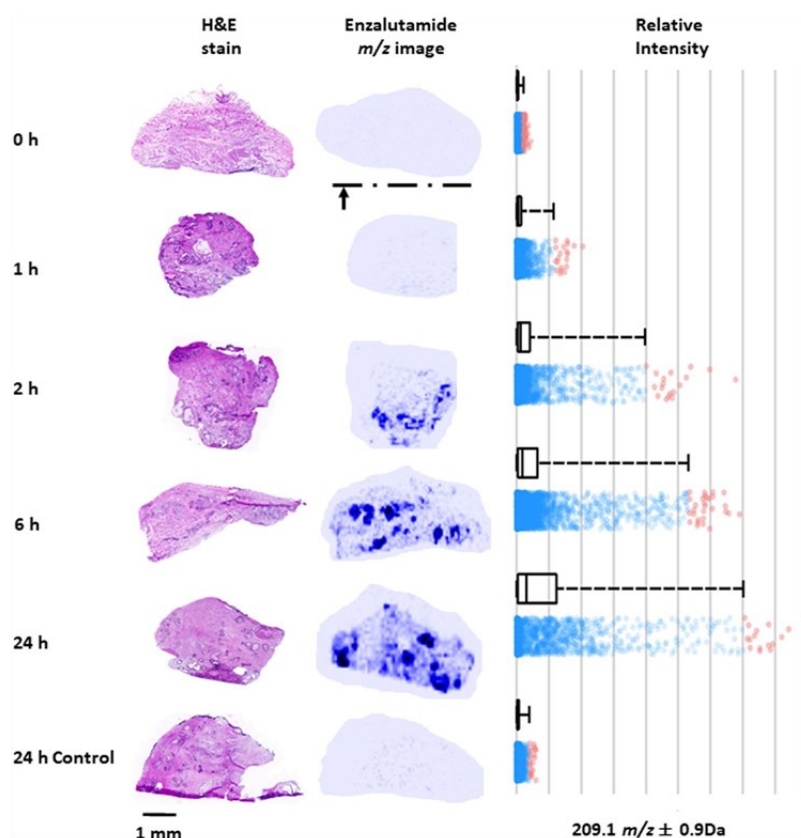 H&E
stain
Enzalutamide
m/z image
Relative
Intensity
0 h
1 h
2 h
6 h
24 h
24 h Control
1 mm
209.1 m/z ± 0.9Da